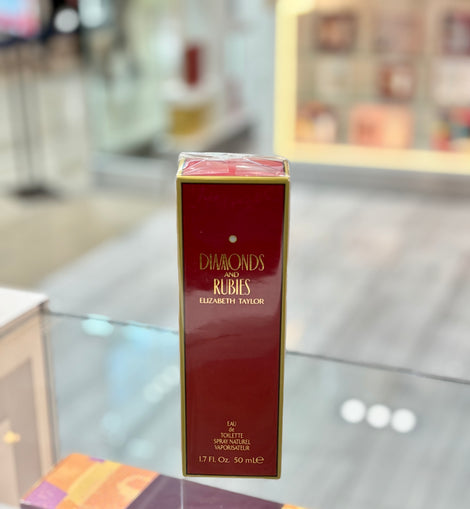 DIAMONDS
AND
RUBIES
ELIZABETH TAYLOR
EAU
de
TOILETTE
SPRAY NATUREL
VAPORISATEUR
1.7 Fl. Oz. 50 mL℮